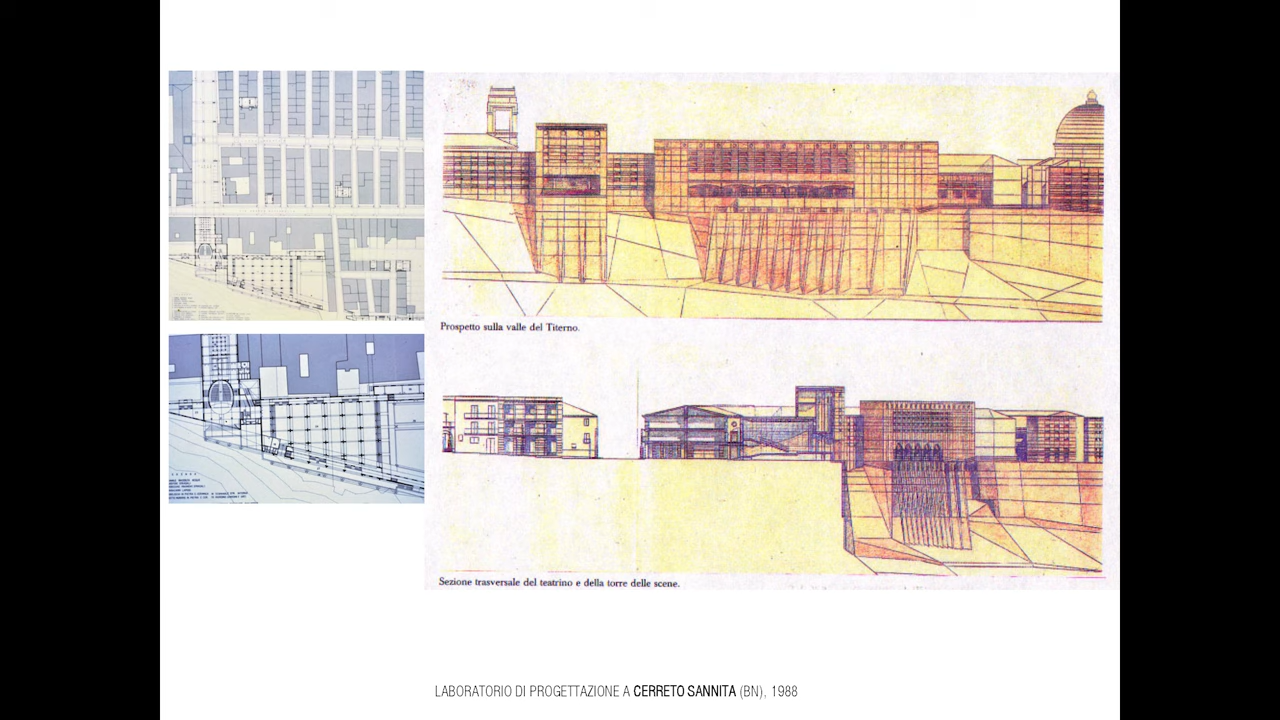 Prospetto sulla valle del Titerno.
Sezione trasversale del teatrino e della torre delle scene.
LABORATORIO DI PROGETTAZIONE A CERRETO SANNITA (BN), 1988